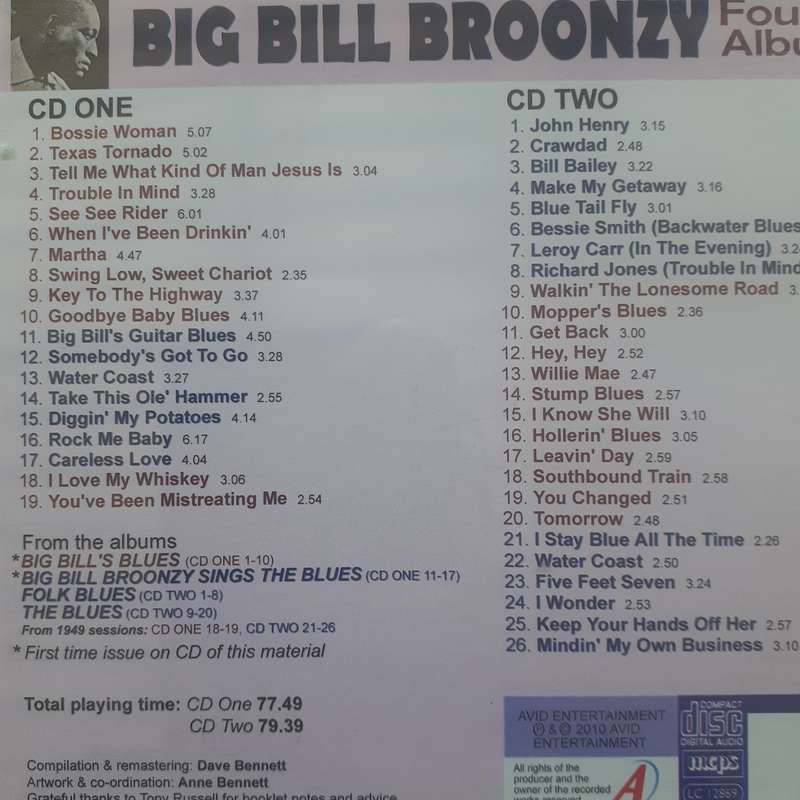 BIG BILL BROONZY
CD ONE
1. Bossie Woman 5.07
2. Texas Tornado 5.02
3. Tell Me What Kind Of Man Jesus Is 3.04
4. Trouble In Mind 3.28
5. See See Rider 6.01
6. When I've Been Drinkin' 4.01
7. Martha 4.47
8. Swing Low, Sweet Chariot 2.35
9. Key To The Highway 3.37
10. Goodbye Baby Blues 4.11
11. Big Bill's Guitar Blues 4.50
12. Somebody's Got To Go 3.28
13. Water Coast 3.27
14. Take This Ole' Hammer 2.55
15. Diggin' My Potatoes 4.14
16. Rock Me Baby 6.17
17. Careless Love 4.04
18. I Love My Whiskey 3.06
19. You've Been Mistreating Me 2.54
From the albums
*BIG BILL'S BLUES (CD ONE 1-10)
*BIG BILL BROONZY SINGS THE BLUES (CD ONE 11-17)
FOLK BLUES (CD TWO 1-8)
THE BLUES (CD TWO 9-20)
From 1949 sessions: CD ONE 18-19, CD TWO 21-26
*First time issue on CD of this material
Total playing time: CD One 77.49
CD Two 79.39
Compilation & remastering: Dave Bennett
Artwork & co-ordination: Anne Bennett
Grateful thanks to Tony Russell for booklet notes and advice
CD TWO
1. John Henry 3.15
2. Crawdad 2.48
3. Bill Bailey 3.22
4. Make My Getaway 3.16
5. Blue Tail Fly 3.01
6. Bessie Smith (Backwater Blues
7. Leroy Carr (In The Evening)
8. Richard Jones (Trouble In Mind
9. Walkin' The Lonesome Road
10. Mopper's Blues 2.36
11. Get Back 3.00
12. Hey, Hey 2.52
13. Willie Mae 2.47
14. Stump Blues 2.57
15. I Know She Will 3.10
16. Hollerin' Blues 3.05
17. Leavin' Day 2.59
18. Southbound Train 2.58
19. You Changed 2.51
20. Tomorrow 2.48
21. I Stay Blue All The Time 2.26
22. Water Coast 2.50
23. Five Feet Seven 3.24
24. I Wonder 2.53
25. Keep Your Hands Off Her 2.57
26. Mindin' My Own Business 3.10
AVID ENTERTAINMENT
℗ & © 2010 AVID
ENTERTAINMENT
COMPACT
disc
DIGITAL AUDIO
mcps
LC 12869
All rights of the
producer and the
owner of the recorded